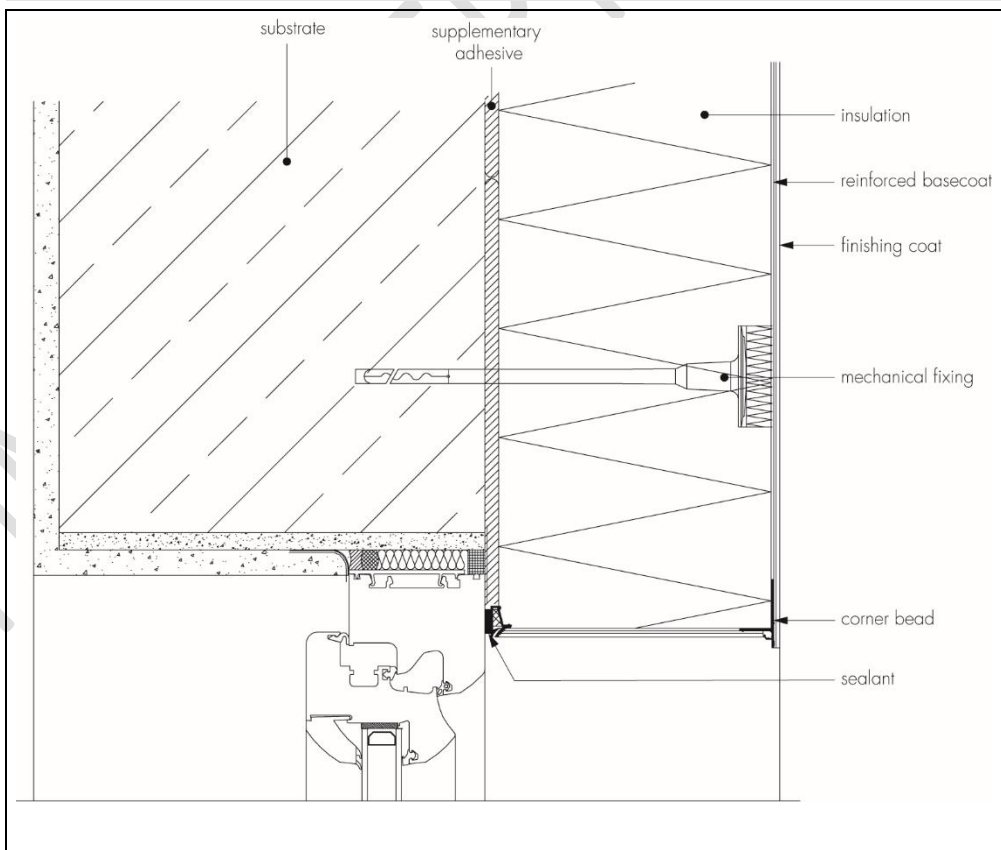 substrate
supplementary
adhesive
insulation
reinforced basecoat
finishing coat
mechanical fixing
corner bead
sealant